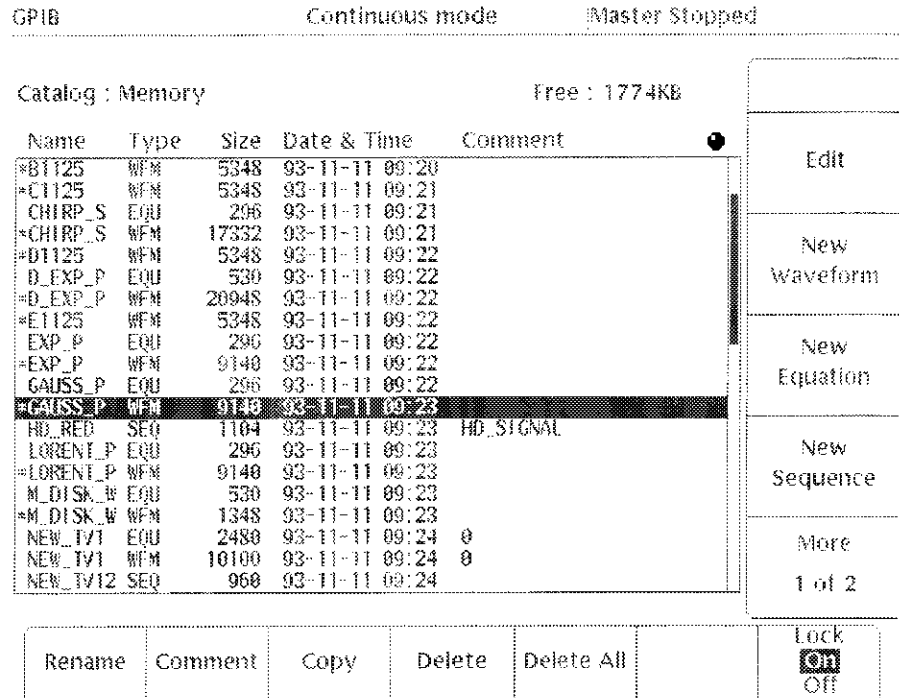 GPIB Continuous mode Master Stopped
Catalog : Memory Free : 1774KB
Name Type Size Date & Time Comment
*B1125 WFM 5348 93-11-11 09:20
*C1125 WFM 5348 93-11-11 09:21
CHIRP_S EQU 296 93-11-11 09:21
*CHIRP_S WFM 17332 93-11-11 09:21
*D1125 WFM 5348 93-11-11 09:22
D_EXP_P EQU 530 93-11-11 09:22
*D_EXP_P WFM 20948 93-11-11 09:22
*E1125 WFM 5348 93-11-11 09:22
EXP_P EQU 296 93-11-11 09:22
*EXP_P WFM 9140 93-11-11 09:22
GAUSS_P EQU 296 93-11-11 09:22
*GAUSS_P WFM 9140 93-11-11 09:23
HD_RED SEQ 1104 93-11-11 09:23 HD_SIGNAL
LORENT_P EQU 296 93-11-11 09:23
*LORENT_P WFM 9140 93-11-11 09:23
M_DISK_W EQU 530 93-11-11 09:23
*M_DISK_W WFM 1348 93-11-11 09:23
NEW_TV1 EQU 2480 93-11-11 09:24 0
NEW_TV1 WFM 10100 93-11-11 09:24 0
NEW_TV12 SEQ 960 93-11-11 09:24
Edit
New
Waveform
New
Equation
New
Sequence
More
1 of 2
Rename Comment Copy Delete Delete All
Lock
On
Off